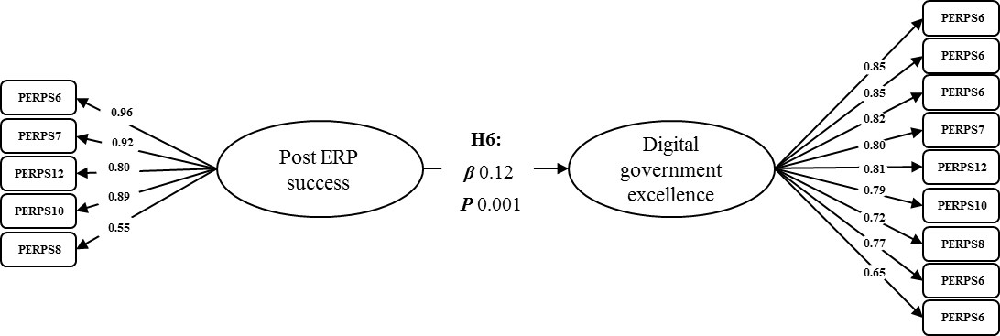 PERPS6
PERPS7
PERPS12
PERPS10
PERPS8
0.96
0.92
0.80
0.89
0.55
Post ERP
success
H6:
β 0.12
P 0.001
Digital
government
excellence
0.85
0.85
0.82
0.80
0.81
0.79
0.72
0.77
0.65
PERPS6
PERPS6
PERPS6
PERPS7
PERPS12
PERPS10
PERPS8
PERPS6
PERPS6